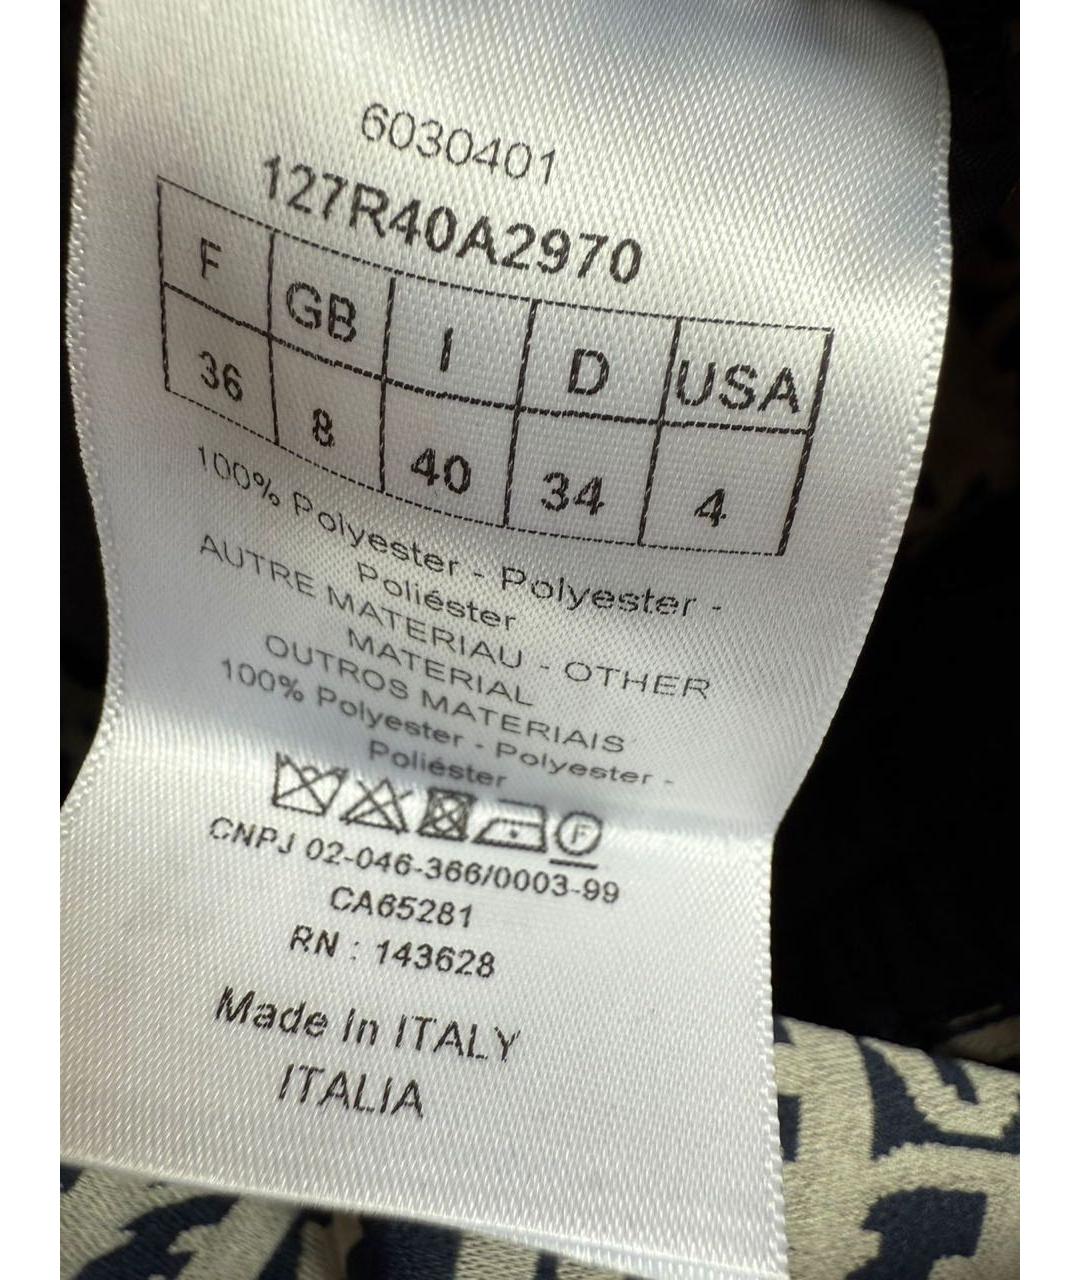 6030401
127R40A2970
F GB I D USA
36 8 40 34 4
100% Polyester - Polyester -
Poliéster
AUTRE MATERIAU - OTHER
MATERIAL
OUTROS MATERIAIS
100% Polyester - Polyester -
Poliéster
F
CNPJ 02-046-366/0003-99
CA65281
RN : 143628
Made In ITALY
ITALIA